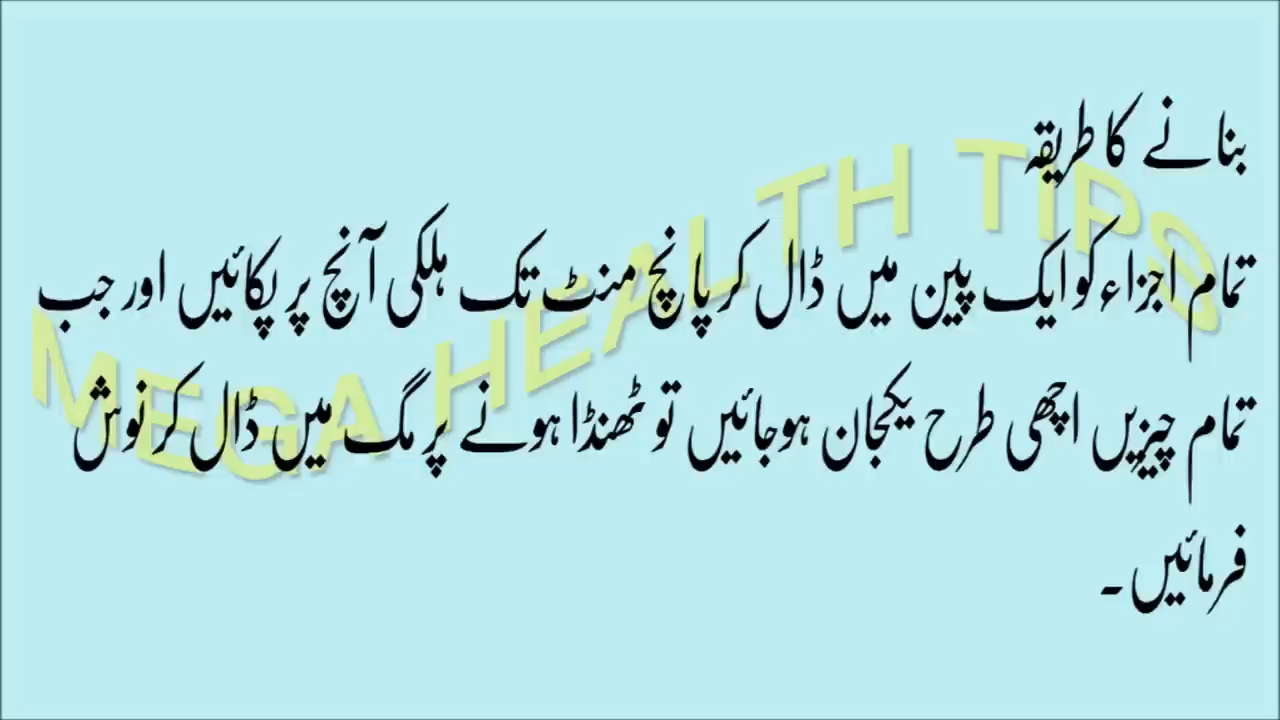 بنانے کا طریقہ
تمام اجزاء کو ایک پین میں ڈال کر پانچ منٹ تک ہلکی آنچ پر پکائیں اور جب
تمام چیزیں اچھی طرح یکجان ہوجائیں تو ٹھنڈا ہونے پر مگ میں ڈال کر نوش
فرمائیں۔
MEGA HEALTH TIPS